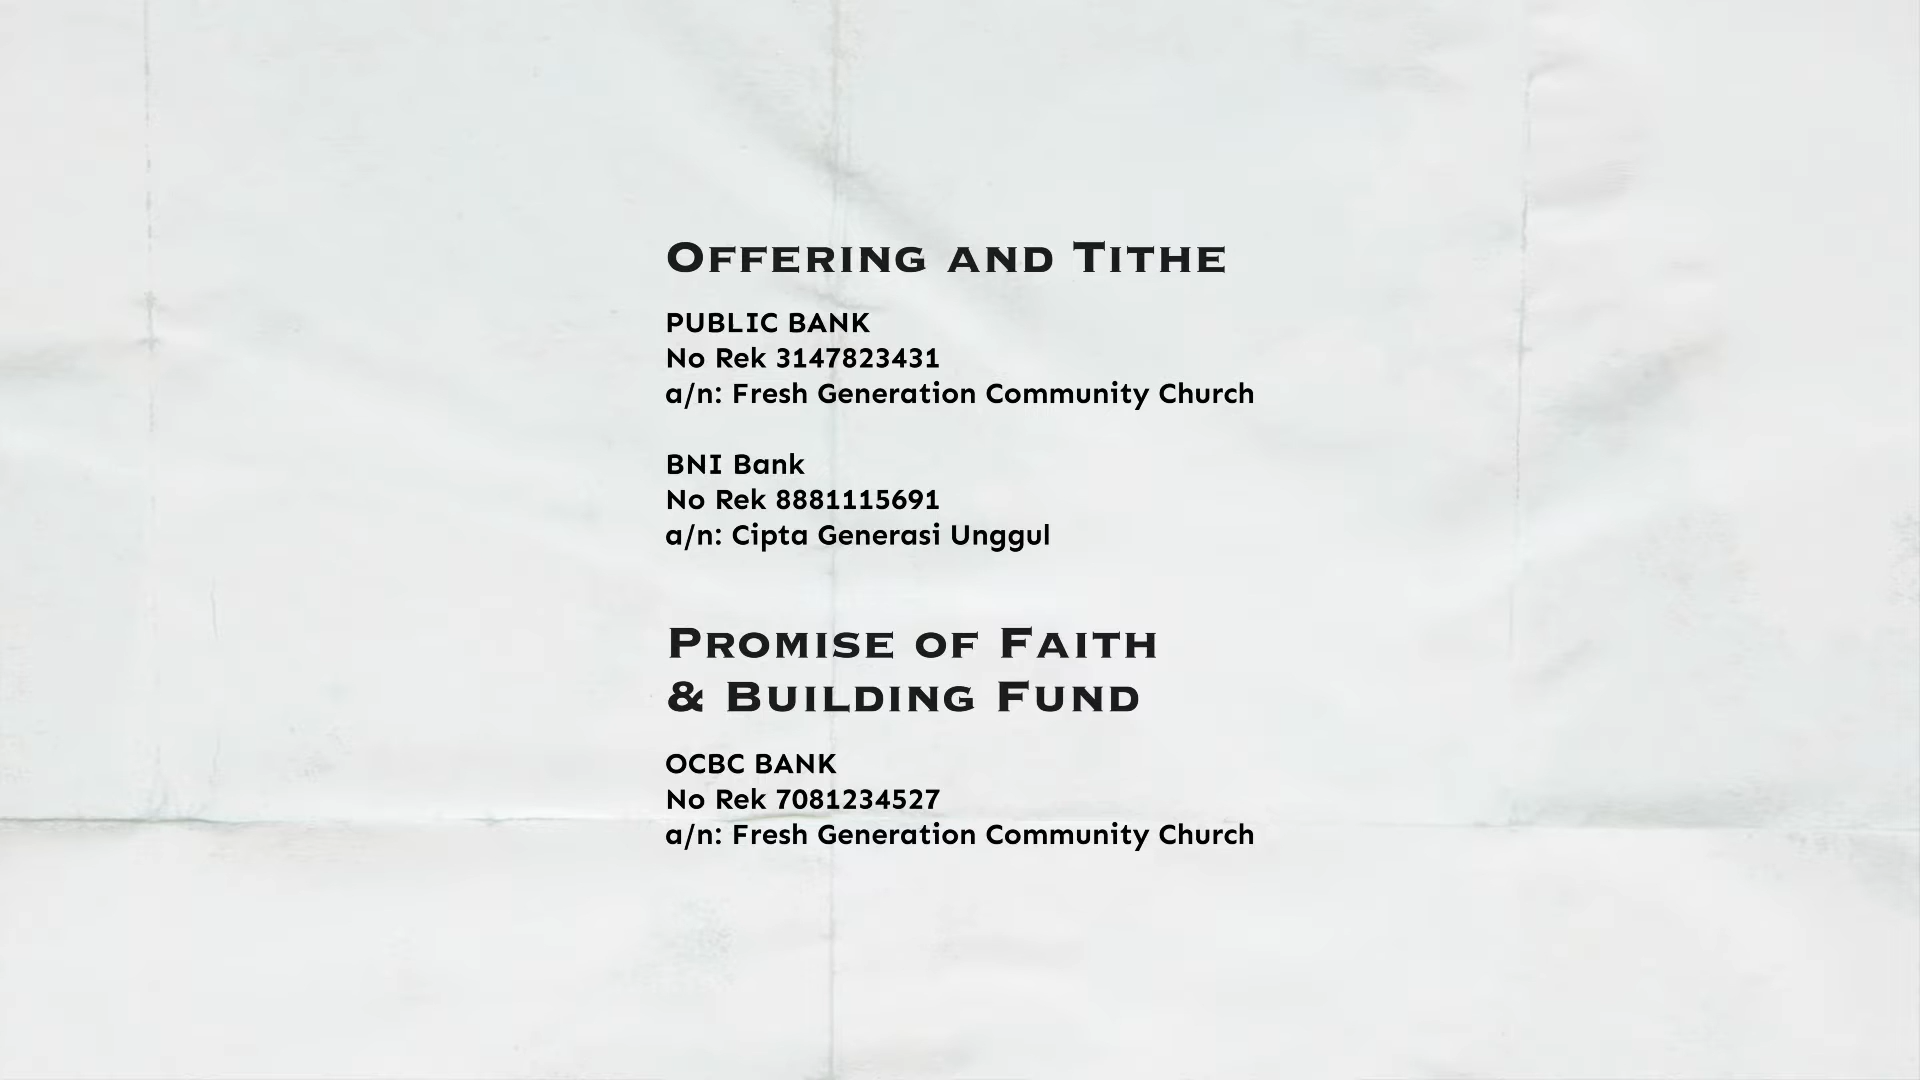 Offering and Tithe
PUBLIC BANK
No Rek 3147823431
a/n: Fresh Generation Community Church
BNI Bank
No Rek 8881115691
a/n: Cipta Generasi Unggul
Promise of Faith
& Building Fund
OCBC BANK
No Rek 7081234527
a/n: Fresh Generation Community Church